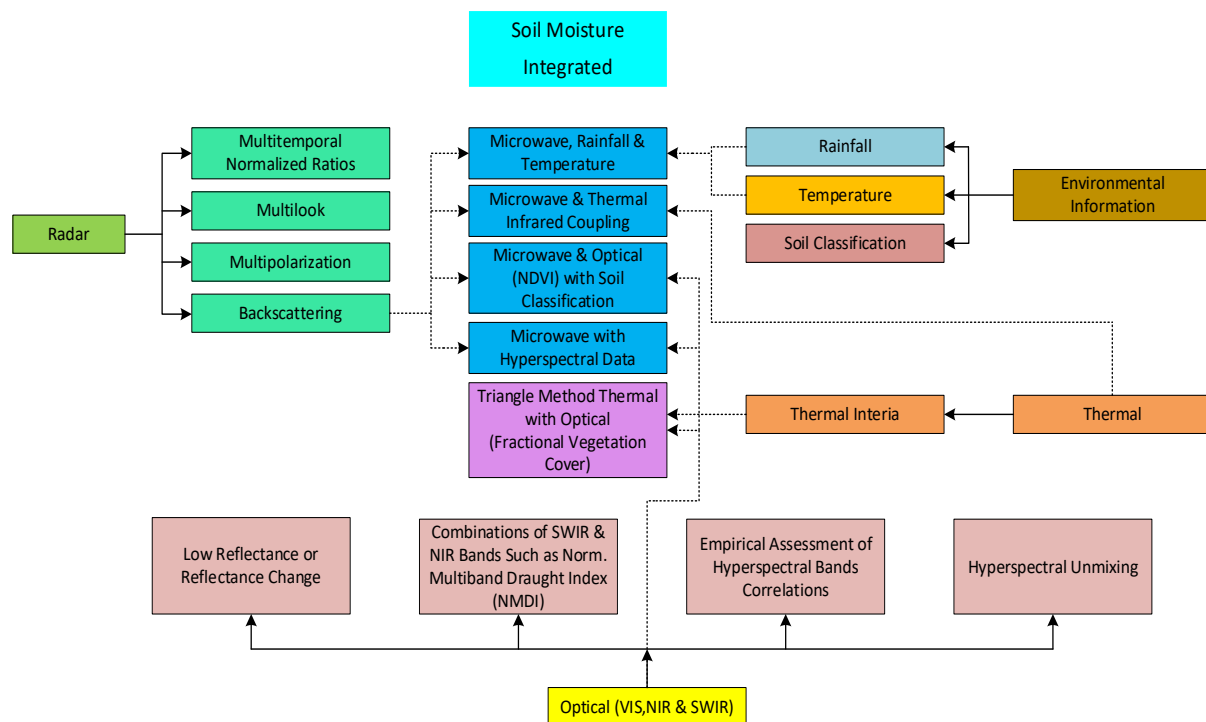 Soil Moisture
Integrated
Multitemporal
Normalized Ratios
Multilook
Multipolarization
Backscattering
Radar
Microwave, Rainfall &
Temperature
Microwave & Thermal
Infrared Coupling
Microwave & Optical
(NDVI) with Soil
Classification
Microwave with
Hyperspectral Data
Triangle Method Thermal
with Optical
(Fractional Vegetation
Cover)
Rainfall
Temperature
Soil Classification
Environmental
Information
Thermal Interia
Thermal
Low Reflectance or
Reflectance Change
Combinations of SWIR &
NIR Bands Such as Norm.
Multiband Draught Index
(NMDI)
Empirical Assessment of
Hyperspectral Bands
Correlations
Hyperspectral Unmixing
Optical (VIS,NIR & SWIR)